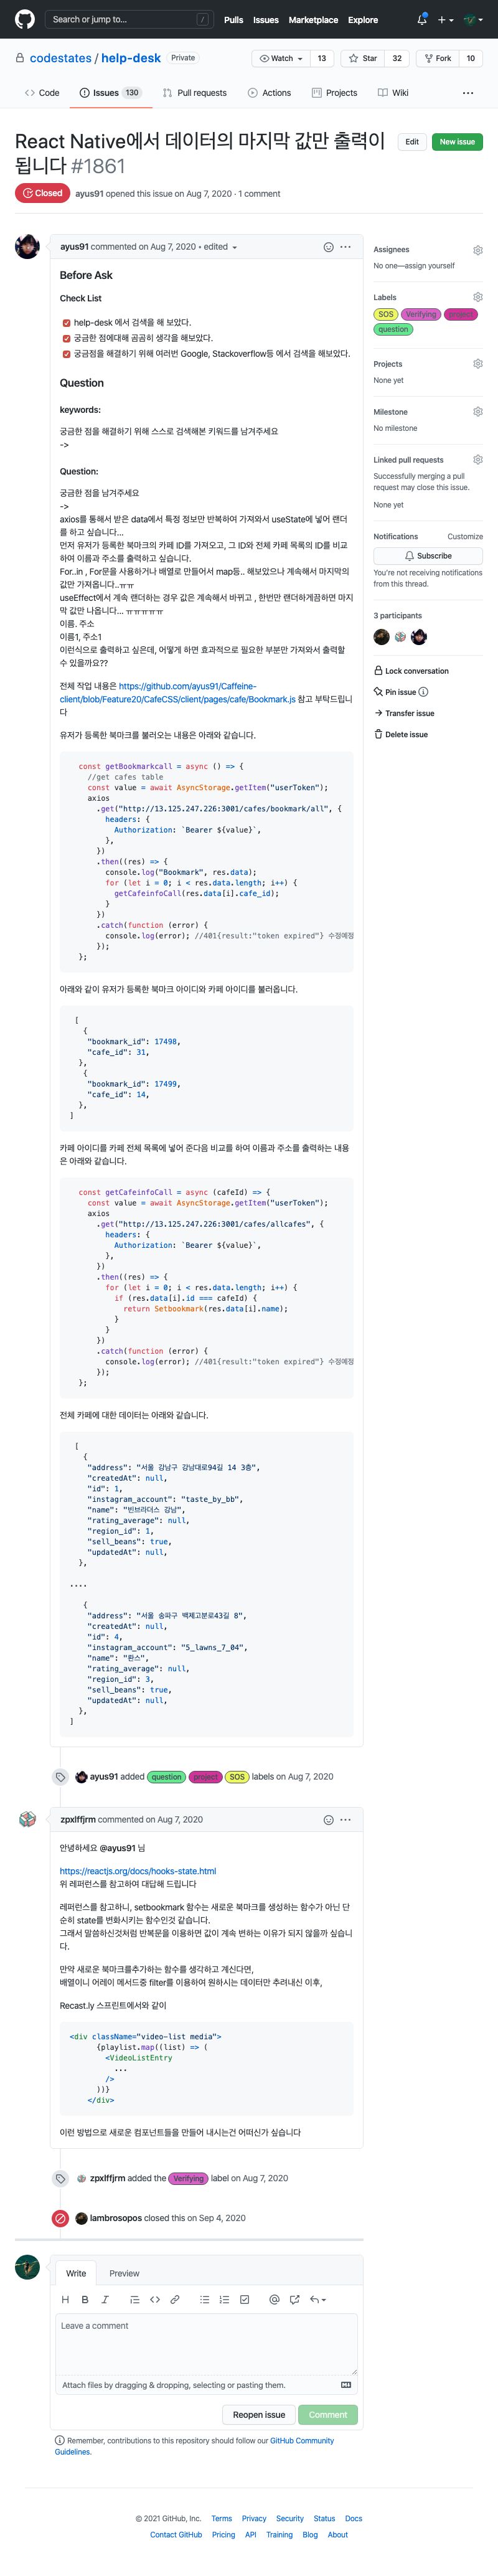 Search or jump to...
/
Pulls
Issues
Marketplace
Explore
codestates / help-desk
Private
Watch
13
Star
32
Fork
10
Code
Issues 130
Pull requests
Actions
Projects
Wiki
React Native에서 데이터의 마지막 값만 출력이
됩니다 #1861
Edit
New issue
Closed
ayus91 opened this issue on Aug 7, 2020 · 1 comment
ayus91 commented on Aug 7, 2020 • edited
Before Ask
Check List
help-desk 에서 검색을 해 보았다.
궁금한 점에대해 곰곰히 생각을 해보았다.
궁금점을 해결하기 위해 여러번 Google, Stackoverflow등 에서 검색을 해보았다.
Question
keywords:
궁금한 점을 해결하기 위해 스스로 검색해본 키워드를 남겨주세요
->
Question:
궁금한 점을 남겨주세요
->
axios를 통해서 받은 data에서 특정 정보만 반복하여 가져와서 useState에 넣어 랜더
를 하고 싶습니다...
먼저 유저가 등록한 북마크의 카페 ID를 가져오고, 그 ID와 전체 카페 목록의 ID를 비교
하여 이름과 주소를 출력하고 싶습니다.
For..in , For문을 사용하거나 배열로 만들어서 map등.. 해보았으나 계속해서 마지막의
값만 가져옵니다..ㅠㅠ
useEffect에서 계속 랜더하는 경우 값은 계속해서 바뀌고 , 한번만 랜더하게끔하면 마지
막 값만 나옵니다... ㅠㅠㅠㅠㅠ
이름. 주소
이름1, 주소1
이런식으로 출력하고 싶은데, 어떻게 하면 효과적으로 필요한 부분만 가져와서 출력할
수 있을까요??
전체 작업 내용은 https://github.com/ayus91/Caffeine-
client/blob/Feature20/CafeCSS/client/pages/cafe/Bookmark.js 참고 부탁드립니
다
유저가 등록한 북마크를 불러오는 내용은 아래와 같습니다.
const getBookmarkcall = async () => {
//get cafes table
const value = await AsyncStorage.getItem("userToken");
axios
.get("http://13.125.247.226:3001/cafes/bookmark/all", {
headers: {
Authorization: `Bearer ${value}`,
},
})
.then((res) => {
console.log("Bookmark", res.data);
for (let i = 0; i < res.data.length; i++) {
getCafeinfoCall(res.data[i].cafe_id);
}
})
.catch(function (error) {
console.log(error); //401{result:"token expired"} 수정예정
});
};
아래와 같이 유저가 등록한 북마크 아이디와 카페 아이디를 불러옵니다.
[
{
"bookmark_id": 17498,
"cafe_id": 31,
},
{
"bookmark_id": 17499,
"cafe_id": 14,
},
]
카페 아이디를 카페 전체 목록에 넣어 준다음 비교를 하여 이름과 주소를 출력하는 내용
은 아래와 같습니다.
const getCafeinfoCall = async (cafeId) => {
const value = await AsyncStorage.getItem("userToken");
axios
.get("http://13.125.247.226:3001/cafes/allcafes", {
headers: {
Authorization: `Bearer ${value}`,
},
})
.then((res) => {
for (let i = 0; i < res.data.length; i++) {
if (res.data[i].id === cafeId) {
return Setbookmark(res.data[i].name);
}
}
})
.catch(function (error) {
console.log(error); //401{result:"token expired"} 수정예정
});
};
전체 카페에 대한 데이터는 아래와 같습니다.
[
{
"address": "서울 강남구 강남대로94길 14 3층",
"createdAt": null,
"id": 1,
"instagram_account": "taste_by_bb",
"name": "빈브라더스 강남",
"rating_average": null,
"region_id": 1,
"sell_beans": true,
"updatedAt": null,
},
....
{
"address": "서울 송파구 백제고분로43길 8",
"createdAt": null,
"id": 4,
"instagram_account": "5_lawns_7_04",
"name": "퐌스",
"rating_average": null,
"region_id": 3,
"sell_beans": true,
"updatedAt": null,
},
]
ayus91 added question project SOS labels on Aug 7, 2020
zpxlffjrm commented on Aug 7, 2020
안녕하세요 @ayus91 님
https://reactjs.org/docs/hooks-state.html
위 레퍼런스를 참고하여 대답해 드립니다
레퍼런스를 참고하니, setbookmark 함수는 새로운 북마크를 생성하는 함수가 아닌 단
순히 state를 변화시키는 함수인것 같습니다.
그래서 말씀하신것처럼 반복문을 이용하면 값이 계속 변하는 이유가 되지 않을까 싶습니
다.
만약 새로운 북마크를추가하는 함수를 생각하고 계신다면,
배열이니 어레이 메서드중 filter를 이용하여 원하시는 데이터만 추려내신 이후,
Recast.ly 스프린트에서와 같이
<div className="video-list media">
{playlist.map((list) => (
<VideoListEntry
...
/>
))}
</div>
이런 방법으로 새로운 컴포넌트들을 만들어 내시는건 어떠신가 싶습니다
zpxlffjrm added the Verifying label on Aug 7, 2020
lambrosopos closed this on Sep 4, 2020
Write
Preview
Leave a comment
Attach files by dragging & dropping, selecting or pasting them.
Reopen issue
Comment
Remember, contributions to this repository should follow our GitHub Community
Guidelines.
Assignees
No one—assign yourself
Labels
SOS
Verifying
project
question
Projects
None yet
Milestone
No milestone
Linked pull requests
Successfully merging a pull
request may close this issue.
None yet
Notifications
Customize
Subscribe
You're not receiving notifications
from this thread.
3 participants
Lock conversation
Pin issue
Transfer issue
Delete issue
© 2021 GitHub, Inc.
Terms
Privacy
Security
Status
Docs
Contact GitHub
Pricing
API
Training
Blog
About